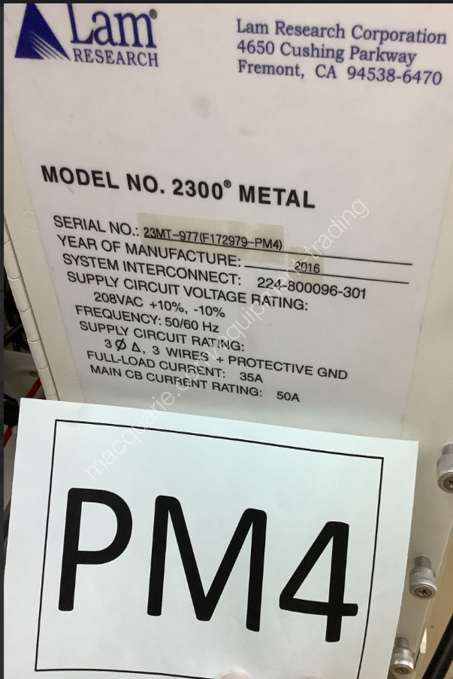 Lam®
RESEARCH
Lam Research Corporation
4650 Cushing Parkway
Fremont, CA 94538-6470
MODEL NO. 2300® METAL
SERIAL NO.: 23MT-977(F172979-PM4)
YEAR OF MANUFACTURE: 2016
SYSTEM INTERCONNECT: 224-800096-301
SUPPLY CIRCUIT VOLTAGE RATING:
208VAC +10%, -10%
FREQUENCY: 50/60 Hz
SUPPLY CIRCUIT RATING:
3 Ø Δ, 3 WIRES + PROTECTIVE GND
FULL-LOAD CURRENT: 35A
MAIN CB CURRENT RATING: 50A
PM4